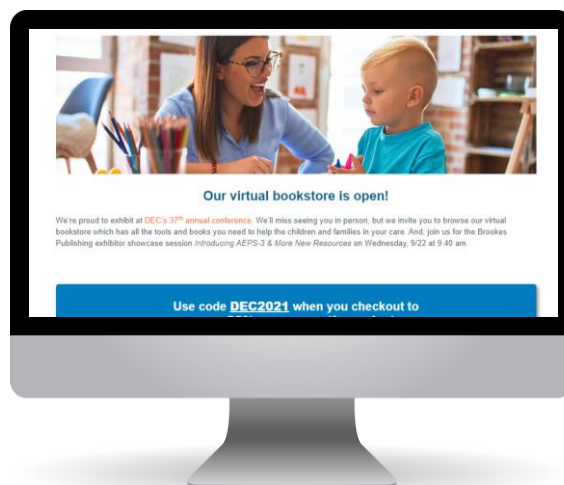 Our virtual bookstore is open!
We're proud to exhibit at DEC's 37th annual conference. We'll miss seeing you in person, but we invite you to browse our virtual
bookstore which has all the tools and books you need to help the children and families in your care. And, join us for the Brookes
Publishing exhibitor showcase session Introducing AEPS-3 & More New Resources on Wednesday, 9/22 at 9:40 am.
Use code DEC2021 when you checkout to